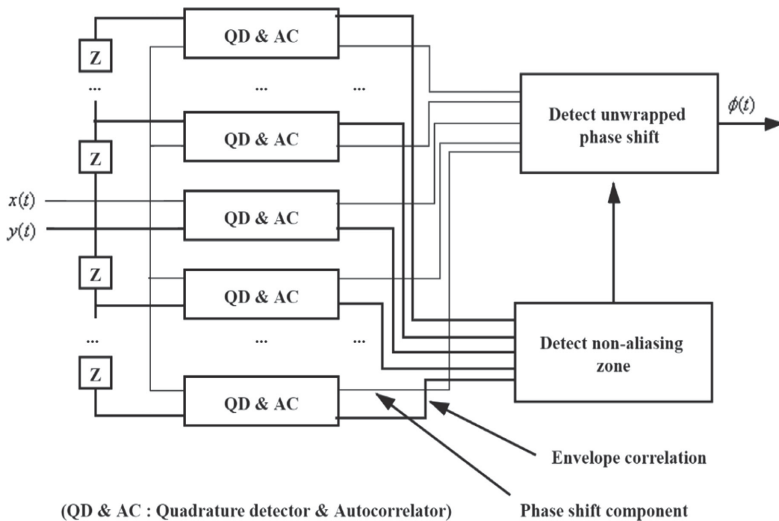 QD & AC
Z
...
...
...
QD & AC
Detect unwrapped
phase shift
ϕ(t)
Z
x(t)
y(t)
QD & AC
Z
QD & AC
...
...
...
Detect non-aliasing
zone
Z
QD & AC
Envelope correlation
Phase shift component
(QD & AC : Quadrature detector & Autocorrelator)